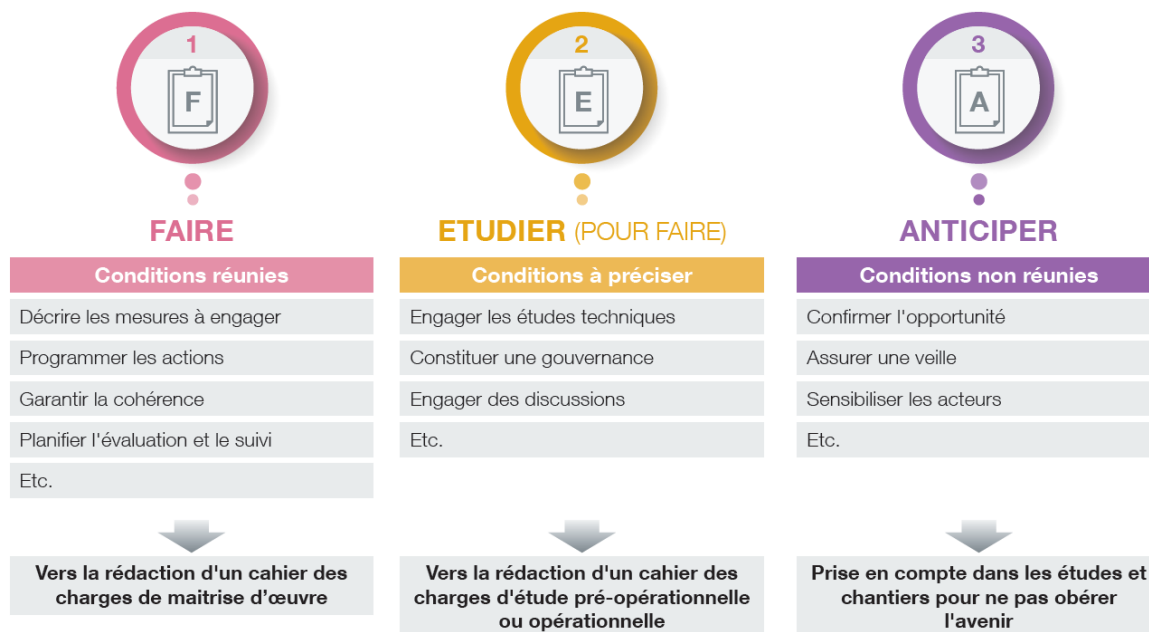 1
F
FAIRE
Conditions réunies
Décrire les mesures à engager
Programmer les actions
Garantir la cohérence
Planifier l'évaluation et le suivi
Etc.
Vers la rédaction d'un cahier des
charges de maitrise d'œuvre
2
E
ETUDIER (POUR FAIRE)
Conditions à préciser
Engager les études techniques
Constituer une gouvernance
Engager des discussions
Etc.
Vers la rédaction d'un cahier des
charges d'étude pré-opérationnelle
ou opérationnelle
3
A
ANTICIPER
Conditions non réunies
Confirmer l'opportunité
Assurer une veille
Sensibiliser les acteurs
Etc.
Prise en compte dans les études et
chantiers pour ne pas obérer
l'avenir